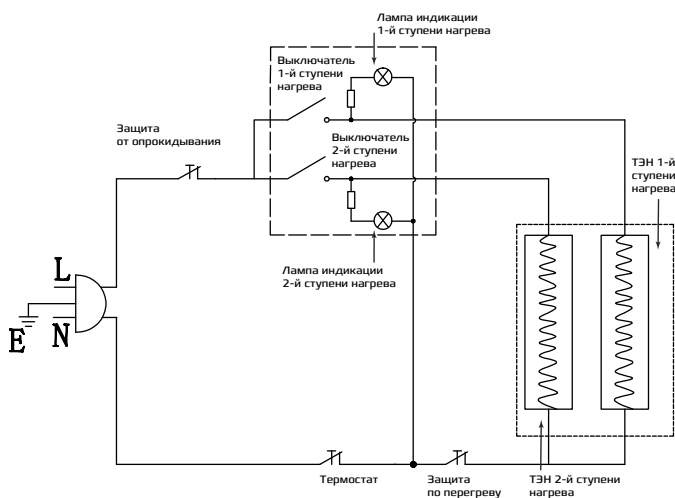 Лампа индикации
1-й ступени нагрева
Выключатель
1-й ступени
нагрева
Защита
от опрокидывания
Выключатель
2-й ступени
нагрева
ТЭН 1-й
ступени
нагрева
Лампа индикации
2-й ступени нагрева
L
E
N
Термостат
Защита
по перегреву
ТЭН 2-й ступени
нагрева